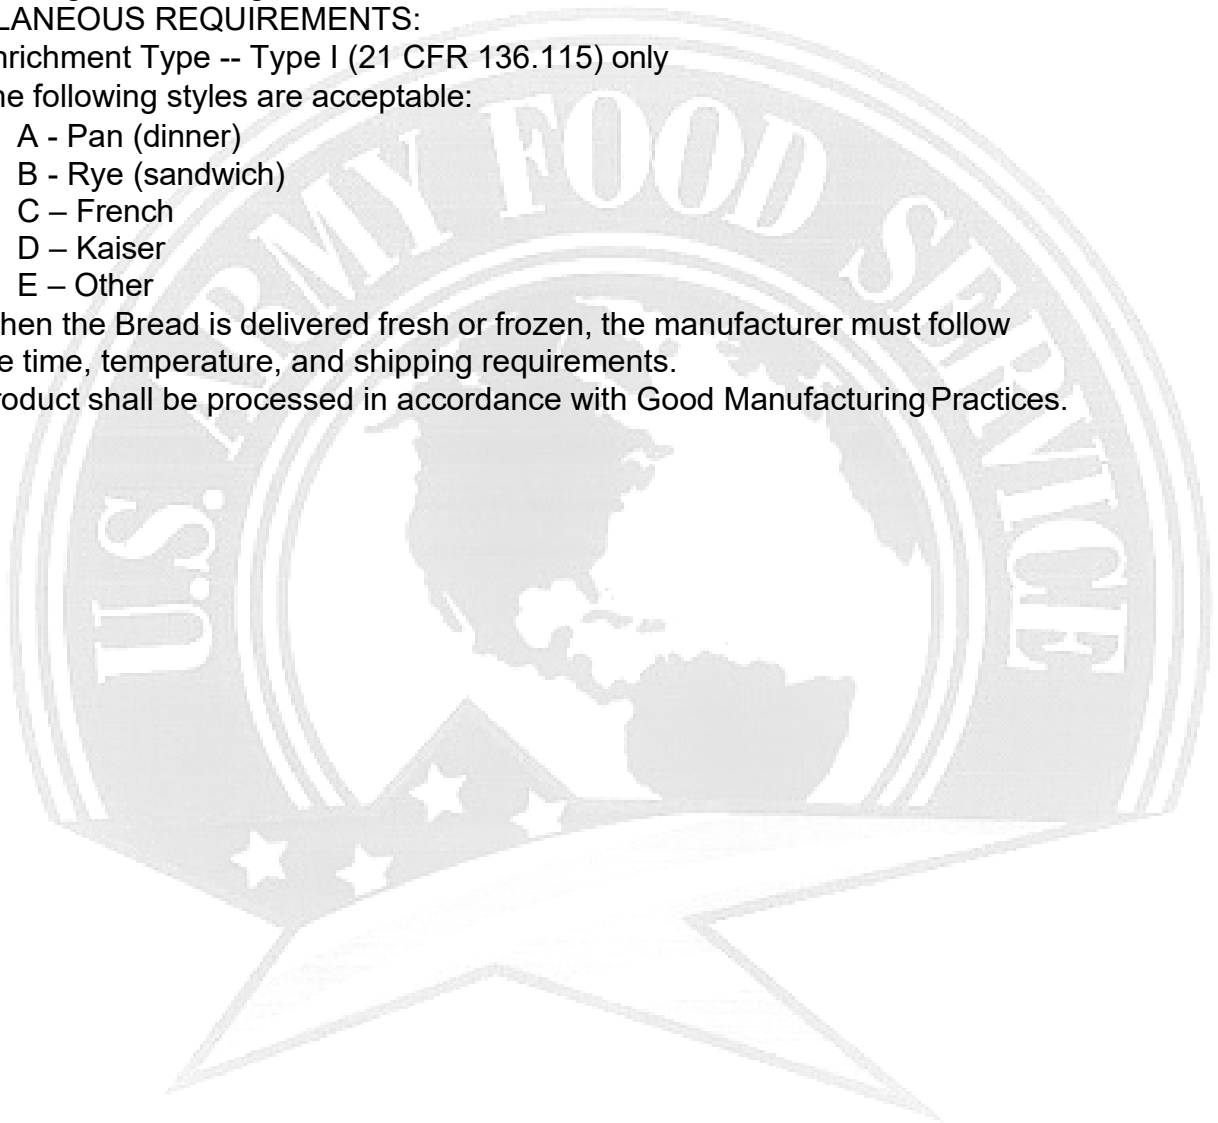 LANEOUS REQUIREMENTS:
nrichment Type -- Type I (21 CFR 136.115) only
ne following styles are acceptable:
A - Pan (dinner)
B - Rye (sandwich)
C – French
D – Kaiser
E – Other
hen the Bread is delivered fresh or frozen, the manufacturer must follow
e time, temperature, and shipping requirements.
roduct shall be processed in accordance with Good Manufacturing Practices.
U.S. ARMY FOOD SERVICE